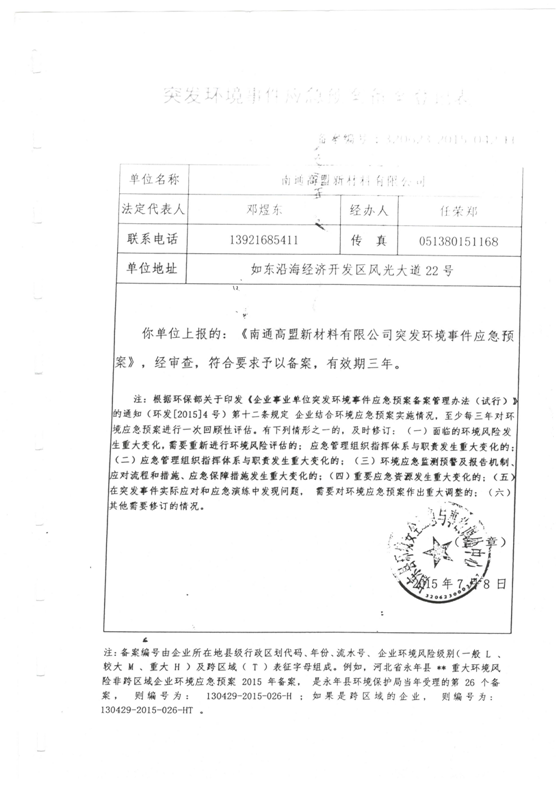 突发环境事件应急预案备案登记表
备案编号：320623-2015-042-H
单位名称 南通高盟新材料有限公司
法定代表人 邓煜东 经办人 任荣郑
联系电话 13921685411 传 真 051380151168
单位地址 如东沿海经济开发区风光大道 22 号
你单位上报的：《南通高盟新材料有限公司突发环境事件应急预
案》，经审查，符合要求予以备案，有效期三年。
注：根据环保部关于印发《企业事业单位突发环境事件应急预案备案管理办法（试行）》
的通知（环发[2015]4 号）第十二条规定 企业结合环境应急预案实施情况，至少每三年对环
境应急预案进行一次回顾性评估。有下列情形之一的，及时修订：（一）面临的环境风险发
生重大变化，需要重新进行环境风险评估的；应急管理组织指挥体系与职责发生重大变化的；
（二）应急管理组织指挥体系与职责发生重大变化的；（三）环境应急监测预警及报告机制、
应对流程和措施、应急保障措施发生重大变化的；（四）重要应急资源发生重大变化的；（五）
在突发事件实际应对和应急演练中发现问题，需要对环境应急预案作出重大调整的；（六）
其他需要修订的情况。
章）
2015 年 7 月 8 日
注：备案编号由企业所在地县级行政区划代码、年份、流水号、企业环境风险级别（一般 L 、
较大 M 、重大 H ）及跨区域（ T ）表征字母组成。例如，河北省永年县 ** 重大环境风
险非跨区域企业环境应急预案 2015 年备案，是永年县环境保护局当年受理的第 26 个备
案，则编号为：130429-2015-026-H ；如果是跨区域的企业，则编号为：
130429-2015-026-HT 。